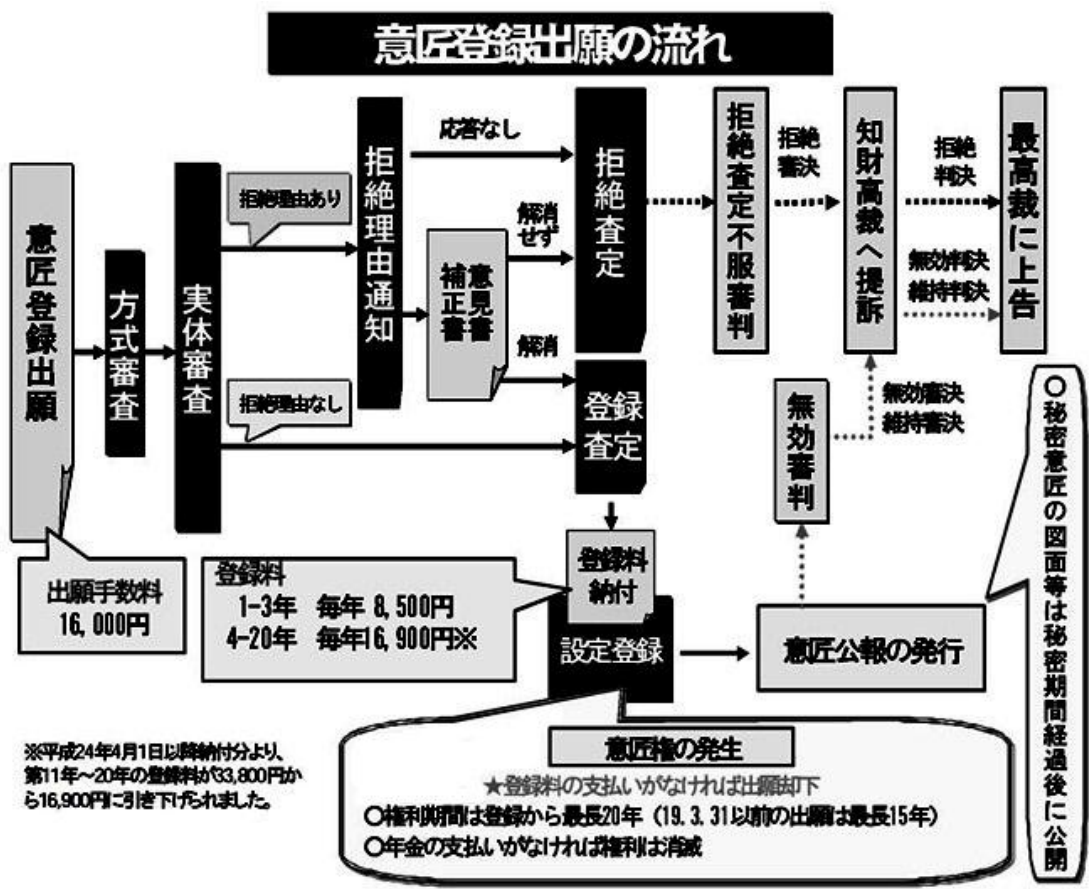 意匠登録出願の流れ
意匠登録出願
方式審査
実体審査
拒絶理由あり
拒絶理由なし
拒絶理由通知
応答なし
意見書
補正書
解消
せず
解消
拒絶査定
登録
査定
拒絶査定不服審判
拒絶
審決
知財高裁へ提訴
拒絶
判決
無効判決
維持判決
最高裁に上告
無効審判
無効審決
維持審決
出願手数料
16,000円
登録料
1-3年 毎年 8,500円
4-20年 毎年16,900円※
登録料
納付
設定登録
意匠公報の発行
○秘密意匠の図面等は秘密期間経過後に公開
※平成24年4月1日以降納付分より、
第11年～20年の登録料が33,800円か
ら16,900円に引き下げられました。
意匠権の発生
★登録料の支払いがなければ出願却下
○権利期間は登録から最長20年（19.3.31以前の出願は最長15年）
○年金の支払いがなければ権利は消滅